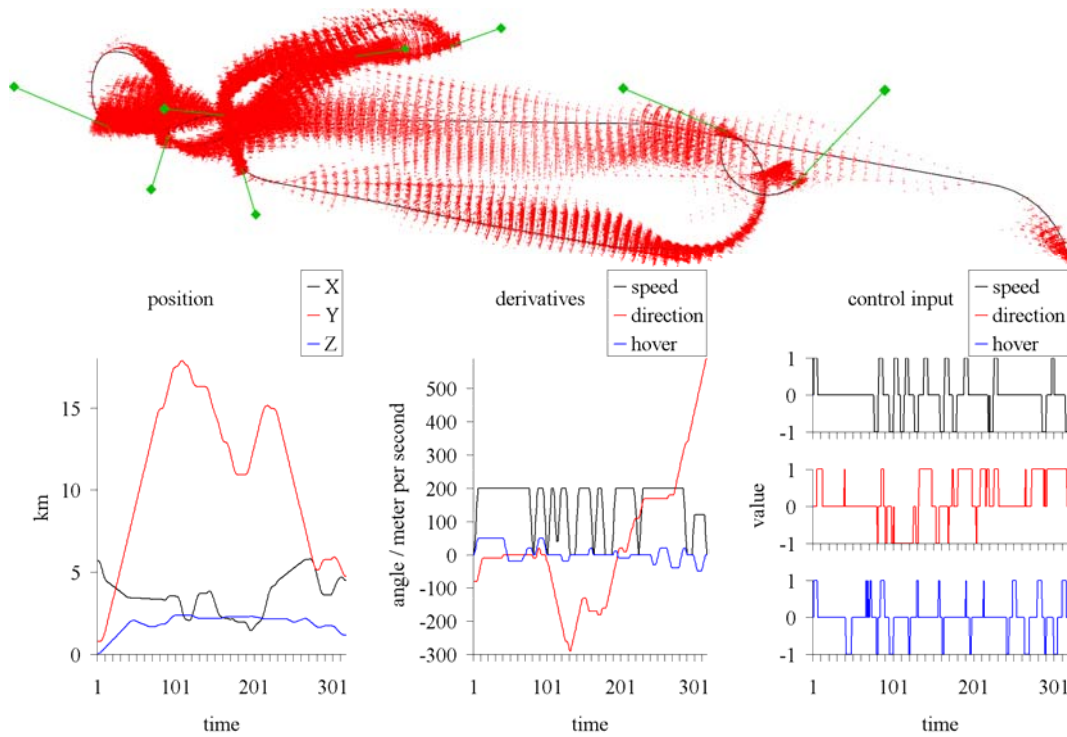 position
X
Y
Z
km
15
10
5
0
1
101
201
301
time
derivatives
speed
direction
hover
angle / meter per second
500
400
300
200
100
0
-100
-200
-300
1
101
201
301
time
control input
speed
direction
hover
value
1
0
-1
1
0
-1
1
0
-1
1
101
201
301
time